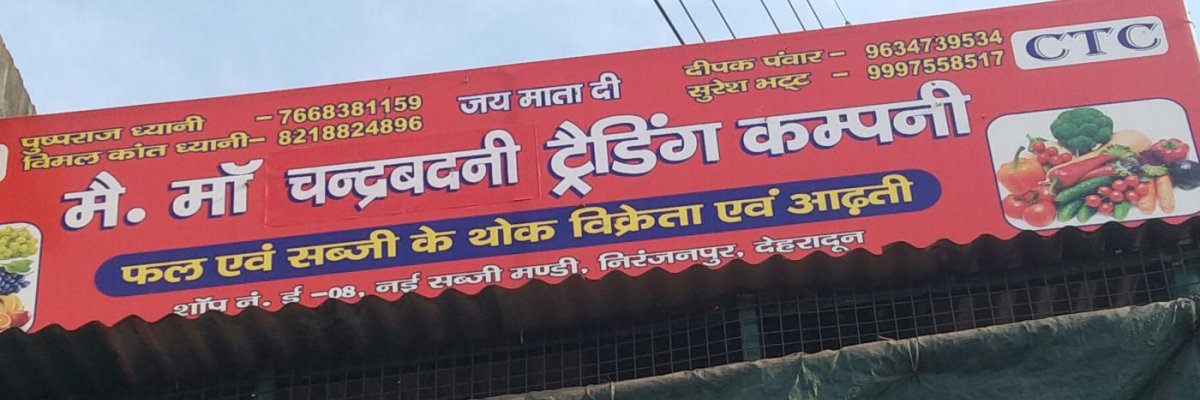 पुष्पराज ध्यानी – 7668381159
विमल कांत ध्यानी– 8218824896
जय माता दी
दीपक पंवार – 9634739534
सुरेश भट्ट – 9997558517
CTC
मै. माँ चन्द्रबदनी ट्रैडिंग कम्पनी
फल एवं सब्जी के थोक विक्रेता एवं आढ़ती
शॉप नं. ई –08, नई सब्जी मण्डी, निरंजनपुर, देहरादून